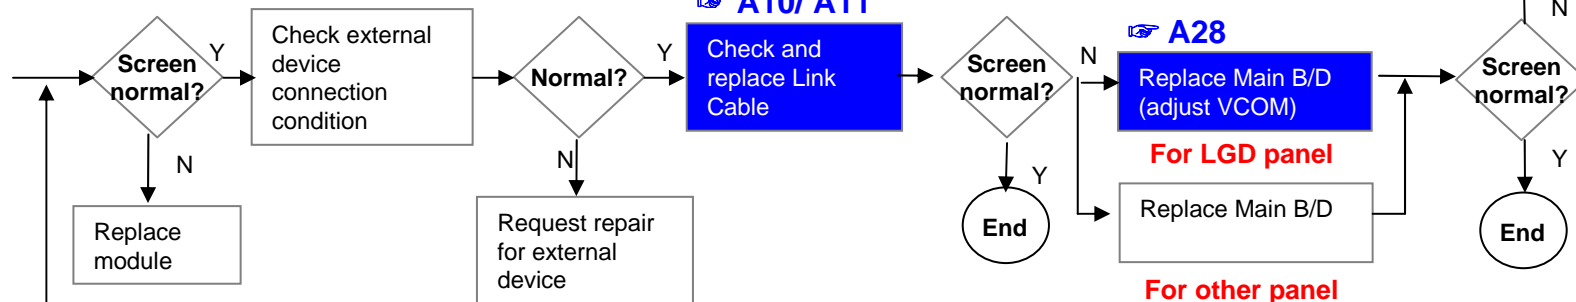 ☞ A10/ A11
N
Screen
normal?
Y
Check external
device
connection
condition
Normal?
Y
Check and
replace Link
Cable
Screen
normal?
N
☞ A28
Replace Main B/D
(adjust VCOM)
For LGD panel
Screen
normal?
N
Replace
module
N
Request repair
for external
device
Y
End
Replace Main B/D
For other panel
Y
End